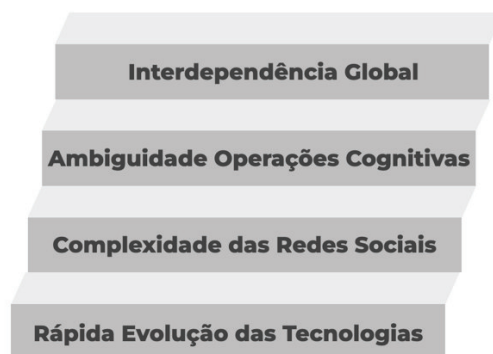 Interdependência Global
Ambiguidade Operações Cognitivas
Complexidade das Redes Sociais
Rápida Evolução das Tecnologias